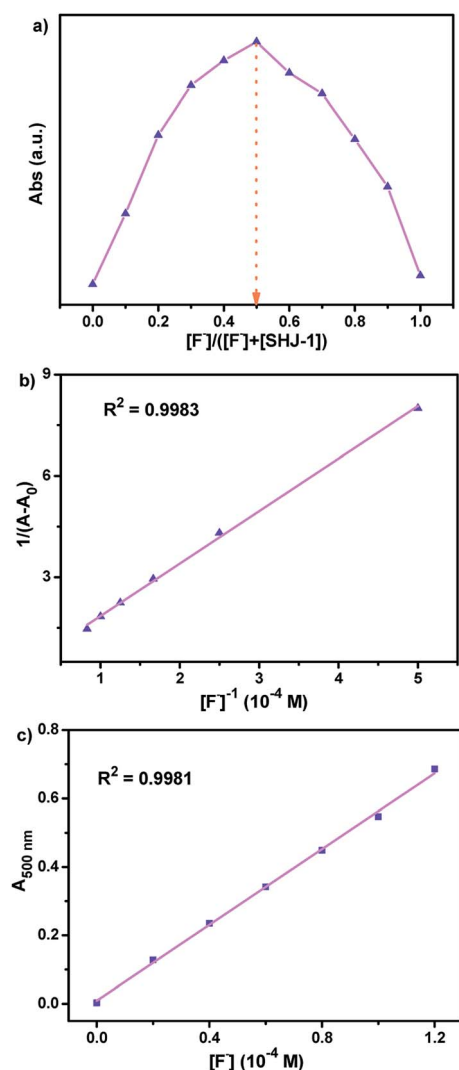 a)
Abs (a.u.)
0.0 0.2 0.4 0.6 0.8 1.0
[F⁻]/([F⁻]+[SHJ-1])
b)
R² = 0.9983
9
6
3
1/(A-A₀)
1 2 3 4 5
[F⁻]⁻¹ (10⁻⁴ M)
c)
R² = 0.9981
0.8
0.6
0.4
0.2
0.0
A₅₀₀ ₙₘ
0.0 0.4 0.8 1.2
[F⁻] (10⁻⁴ M)